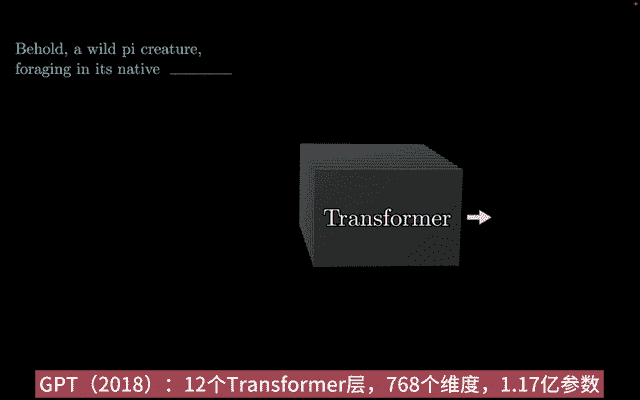 Behold, a wild pi creature,
foraging in its native ________
Transformer
GPT（2018）：12个Transformer层，768个维度，1.17亿参数